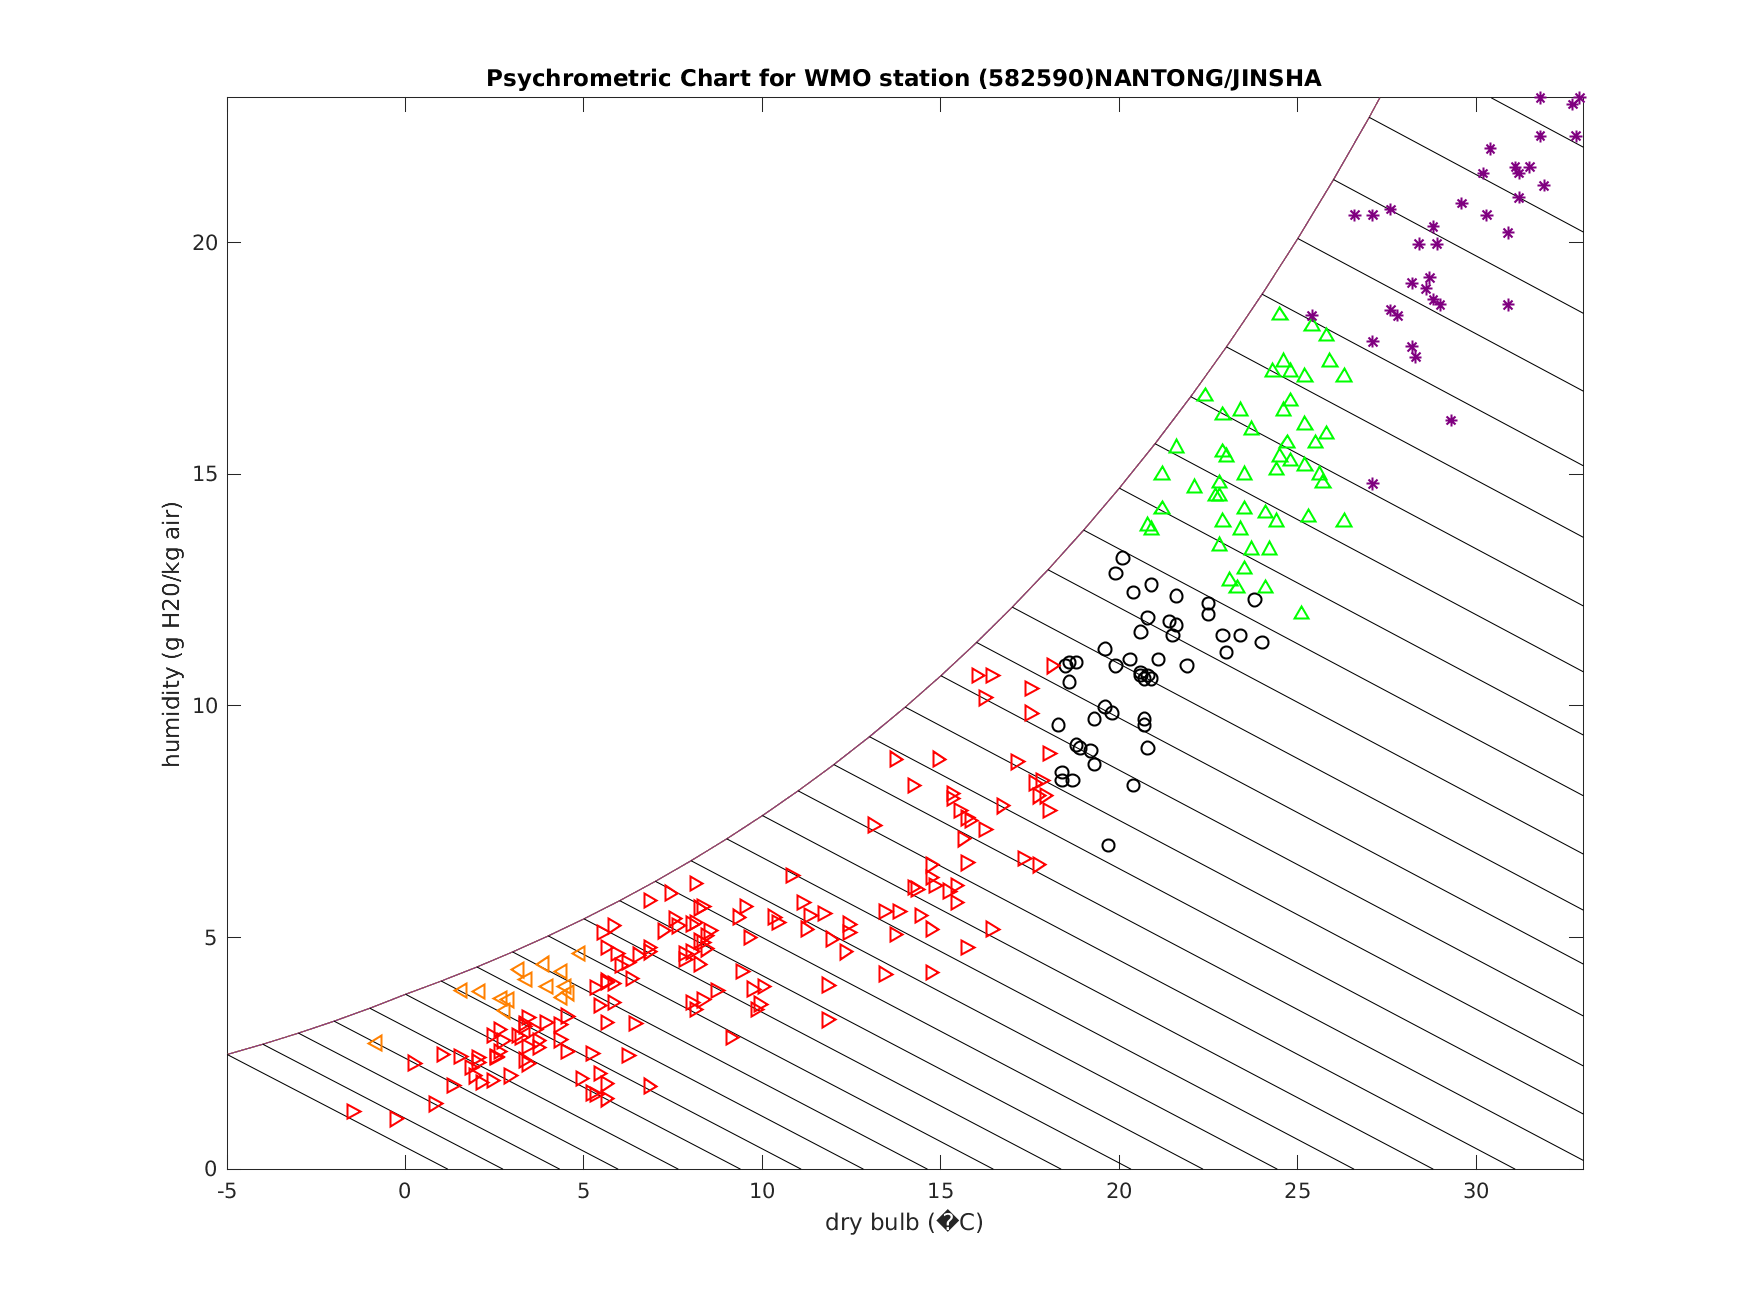 Psychrometric Chart for WMO station (582590)NANTONG/JINSHA
humidity (g H20/kg air)
20
15
10
5
0
-5 0 5 10 15 20 25 30
dry bulb (�C)